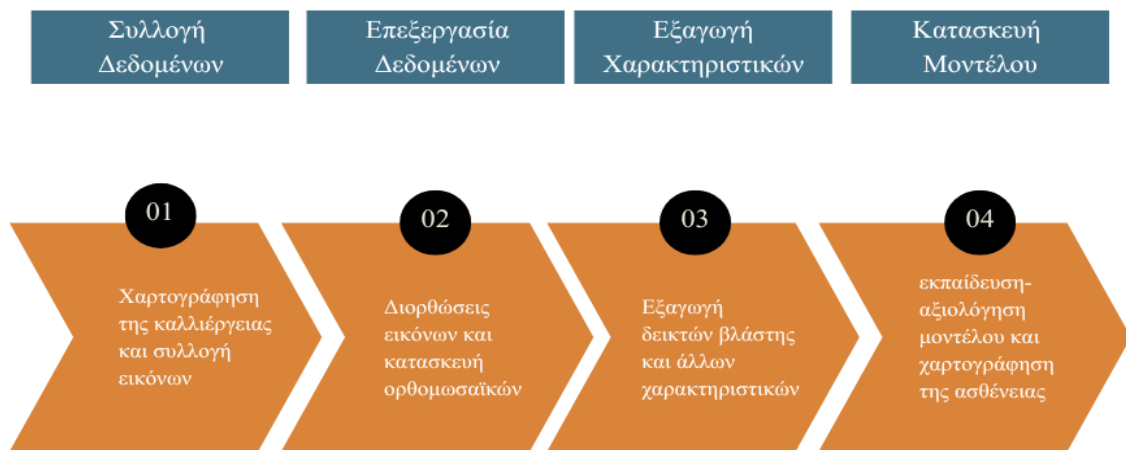 Συλλογή
Δεδομένων
Επεξεργασία
Δεδομένων
Εξαγωγή
Χαρακτηριστικών
Κατασκευή
Μοντέλου
01
Χαρτογράφηση
της καλλιέργειας
και συλλογή
εικόνων
02
Διορθώσεις
εικόνων και
κατασκευή
ορθομωσαϊκών
03
Εξαγωγή
δεικτών βλάστης
και άλλων
χαρακτηριστικών
04
εκπαίδευση-
αξιολόγηση
μοντέλου και
χαρτογράφηση
της ασθένειας